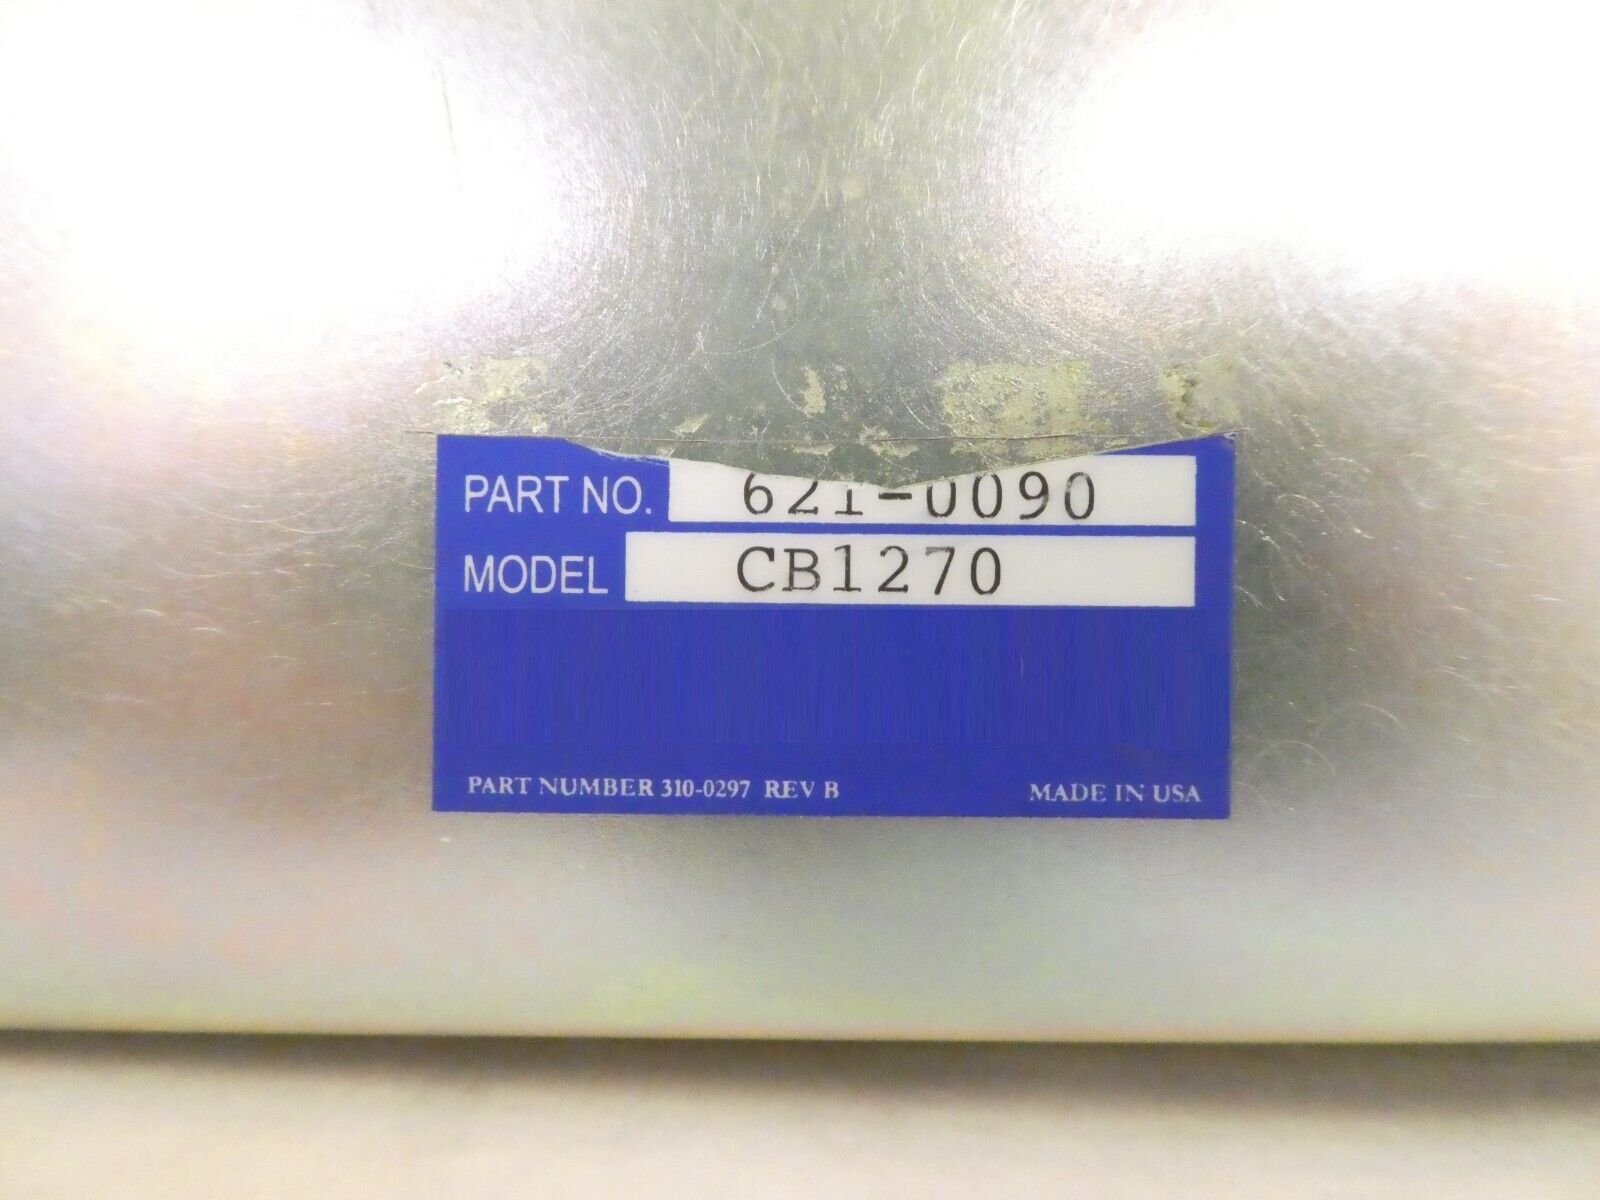 PART NO. 621-0090
MODEL CB1270
PART NUMBER 310-0297 REV B MADE IN USA